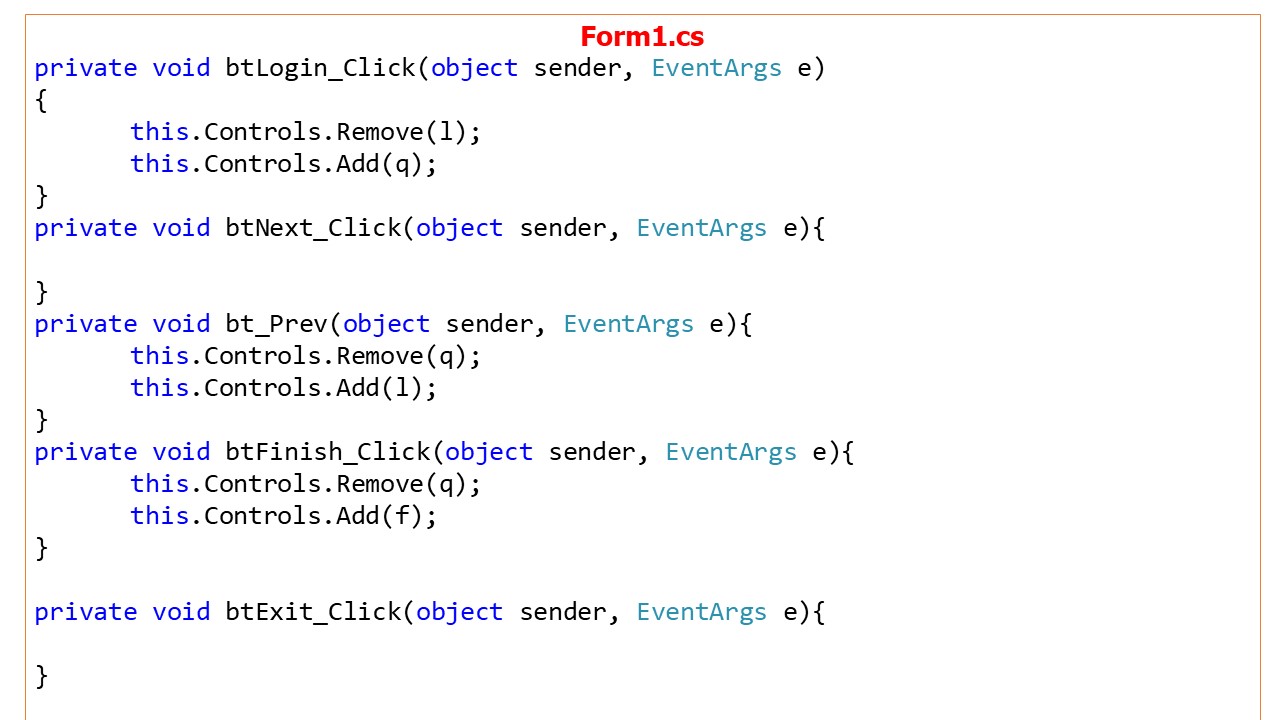 Form1.cs
private void btLogin_Click(object sender, EventArgs e)
{
this.Controls.Remove(l);
this.Controls.Add(q);
}
private void btNext_Click(object sender, EventArgs e){
}
private void bt_Prev(object sender, EventArgs e){
this.Controls.Remove(q);
this.Controls.Add(l);
}
private void btFinish_Click(object sender, EventArgs e){
this.Controls.Remove(q);
this.Controls.Add(f);
}
private void btExit_Click(object sender, EventArgs e){
}